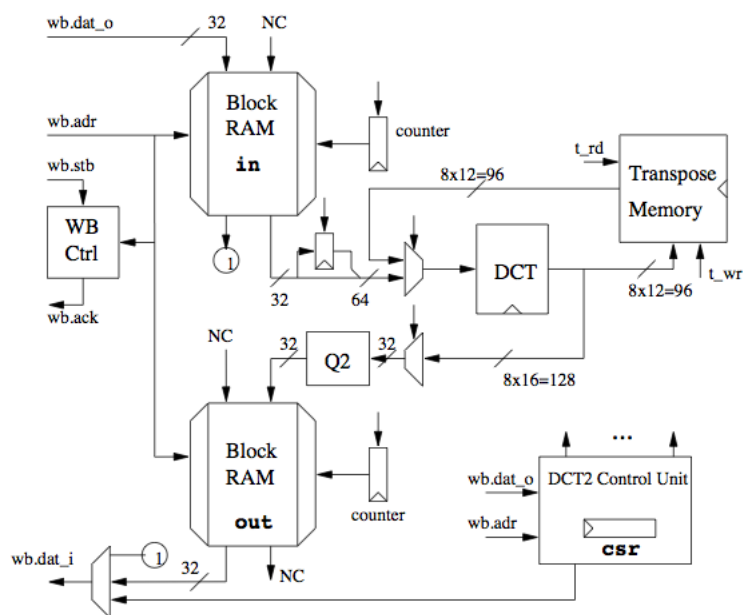 wb.dat_o
32
NC
Block
RAM
in
counter
wb.adr
wb.stb
WB
Ctrl
wb.ack
1
t_rd
Transpose
Memory
8x12=96
32
64
DCT
8x12=96
t_wr
NC
32
Q2
32
8x16=128
Block
RAM
out
counter
...
wb.dat_o
DCT2 Control Unit
wb.adr
csr
wb.dat_i
1
32
NC